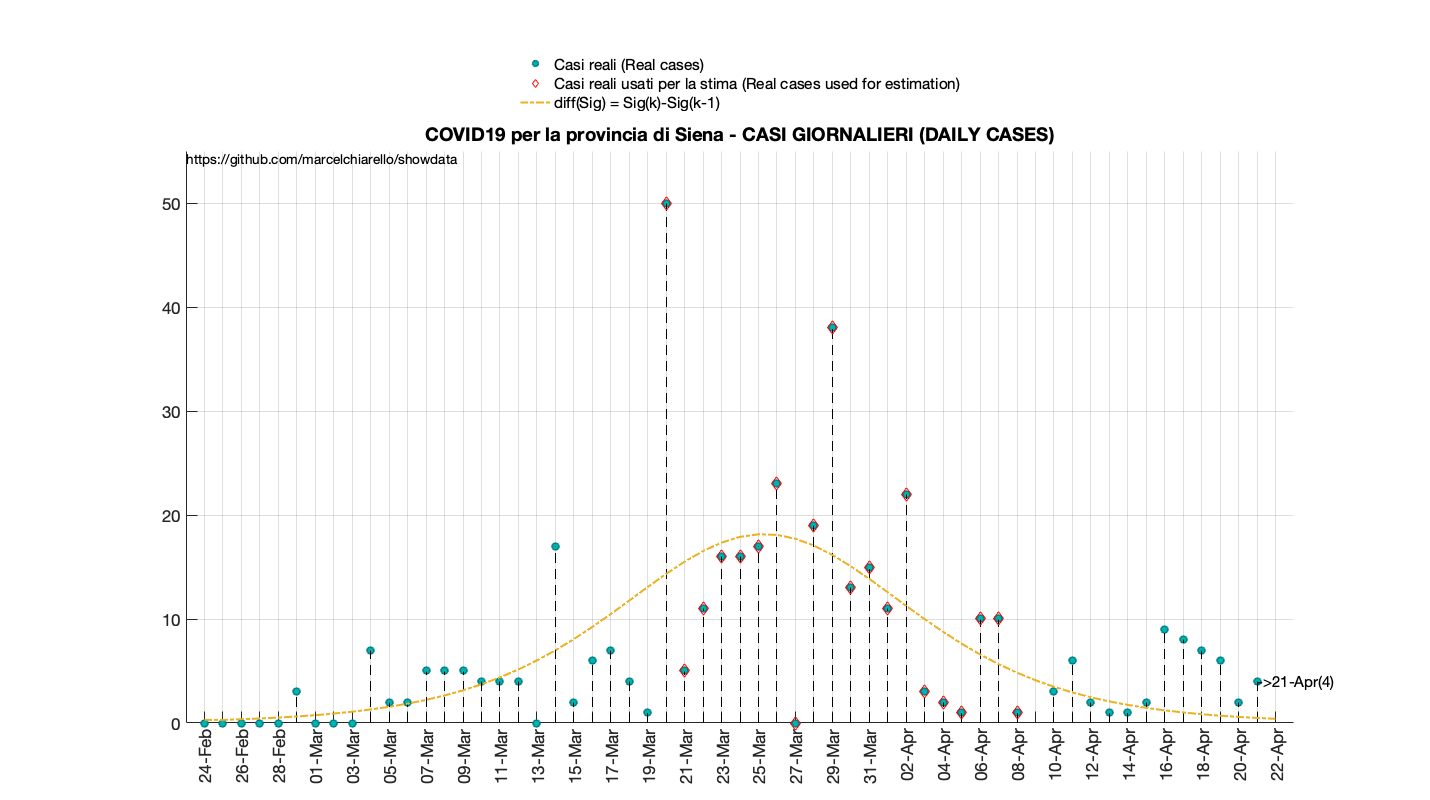 Casi reali (Real cases)
Casi reali usati per la stima (Real cases used for estimation)
diff(Sig) = Sig(k)-Sig(k-1)
COVID19 per la provincia di Siena - CASI GIORNALIERI (DAILY CASES)
https://github.com/marcelchiarello/showdata
50
40
30
20
10
0
>21-Apr(4)
24-Feb
26-Feb
28-Feb
01-Mar
03-Mar
05-Mar
07-Mar
09-Mar
11-Mar
13-Mar
15-Mar
17-Mar
19-Mar
21-Mar
23-Mar
25-Mar
27-Mar
29-Mar
31-Mar
02-Apr
04-Apr
06-Apr
08-Apr
10-Apr
12-Apr
14-Apr
16-Apr
18-Apr
20-Apr
22-Apr